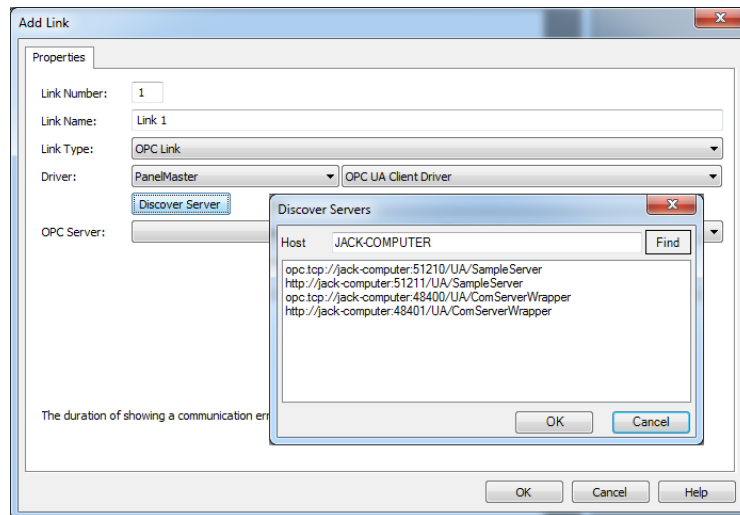 Add Link
Properties
Link Number: 1
Link Name: Link 1
Link Type: OPC Link
Driver: PanelMaster OPC UA Client Driver
Discover Server
OPC Server:
Discover Servers
Host JACK-COMPUTER Find
opc.tcp://jack-computer:51210/UA/SampleServer
http://jack-computer:51211/UA/SampleServer
opc.tcp://jack-computer:48400/UA/ComServerWrapper
http://jack-computer:48401/UA/ComServerWrapper
OK Cancel
The duration of showing a communication err
OK Cancel Help